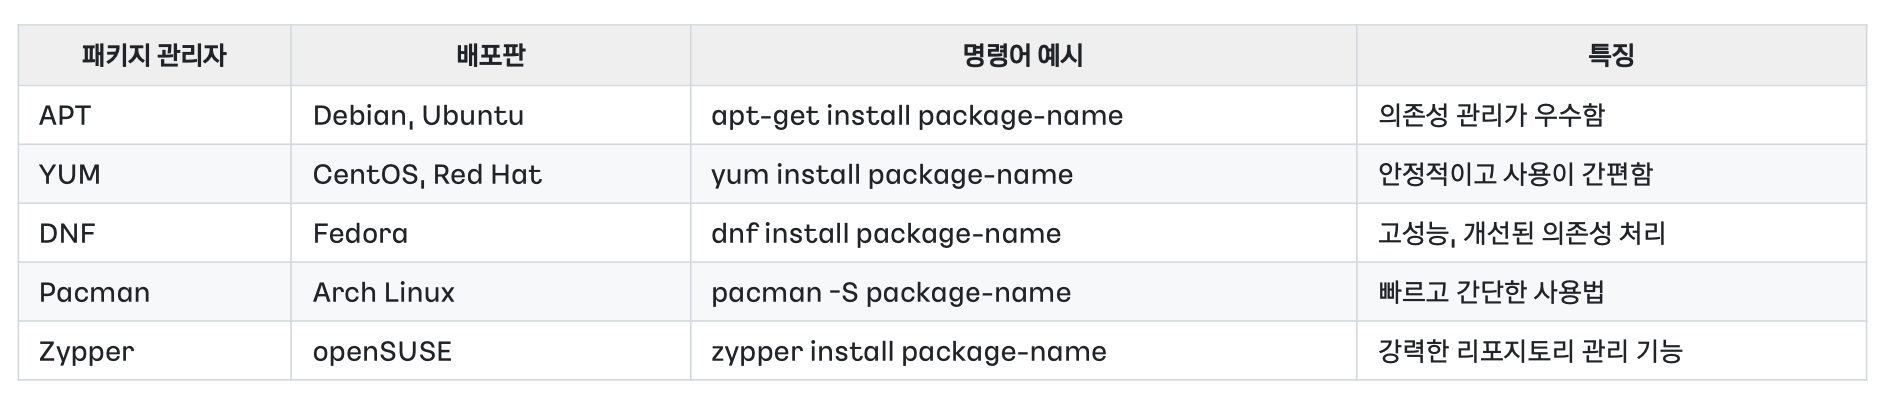 패키지 관리자 배포판 명령어 예시 특징
APT Debian, Ubuntu apt-get install package-name 의존성 관리가 우수함
YUM CentOS, Red Hat yum install package-name 안정적이고 사용이 간편함
DNF Fedora dnf install package-name 고성능, 개선된 의존성 처리
Pacman Arch Linux pacman -S package-name 빠르고 간단한 사용법
Zypper openSUSE zypper install package-name 강력한 리포지토리 관리 기능